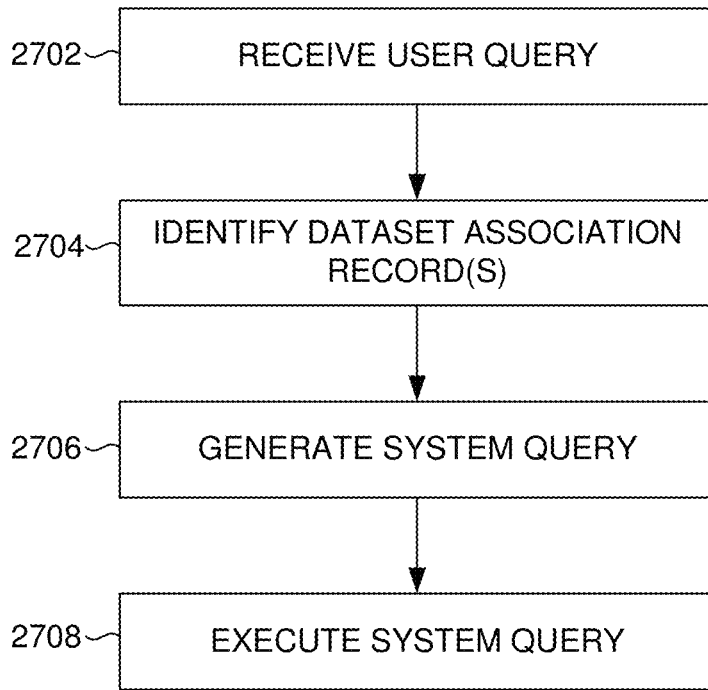 2702 RECEIVE USER QUERY
2704 IDENTIFY DATASET ASSOCIATION
RECORD(S)
2706 GENERATE SYSTEM QUERY
2708 EXECUTE SYSTEM QUERY